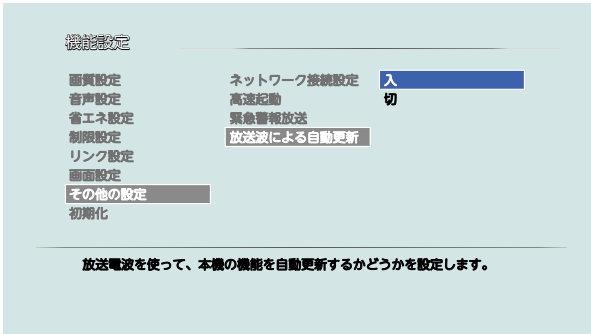 機能設定
画質設定
音声設定
省エネ設定
制限設定
リンク設定
画面設定
その他の設定
初期化
ネットワーク接続設定
高速起動
緊急警報放送
放送波による自動更新
入
切
放送電波を使って、本機の機能を自動更新するかどうかを設定します。